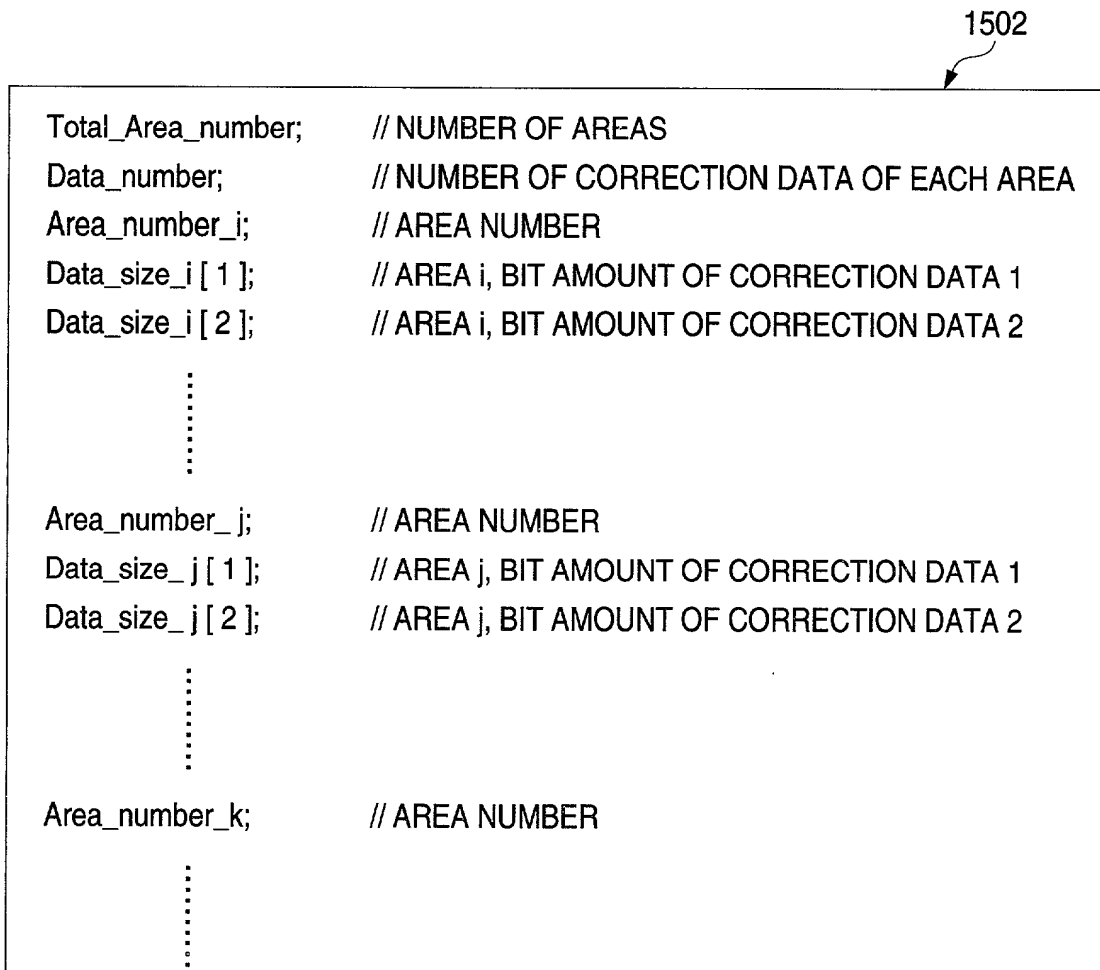 1502
Total_Area_number; // NUMBER OF AREAS
Data_number; // NUMBER OF CORRECTION DATA OF EACH AREA
Area_number_i; // AREA NUMBER
Data_size_i [ 1 ]; // AREA i, BIT AMOUNT OF CORRECTION DATA 1
Data_size_i [ 2 ]; // AREA i, BIT AMOUNT OF CORRECTION DATA 2
Area_number_ j; // AREA NUMBER
Data_size_ j [ 1 ]; // AREA j, BIT AMOUNT OF CORRECTION DATA 1
Data_size_ j [ 2 ]; // AREA j, BIT AMOUNT OF CORRECTION DATA 2
Area_number_k; // AREA NUMBER